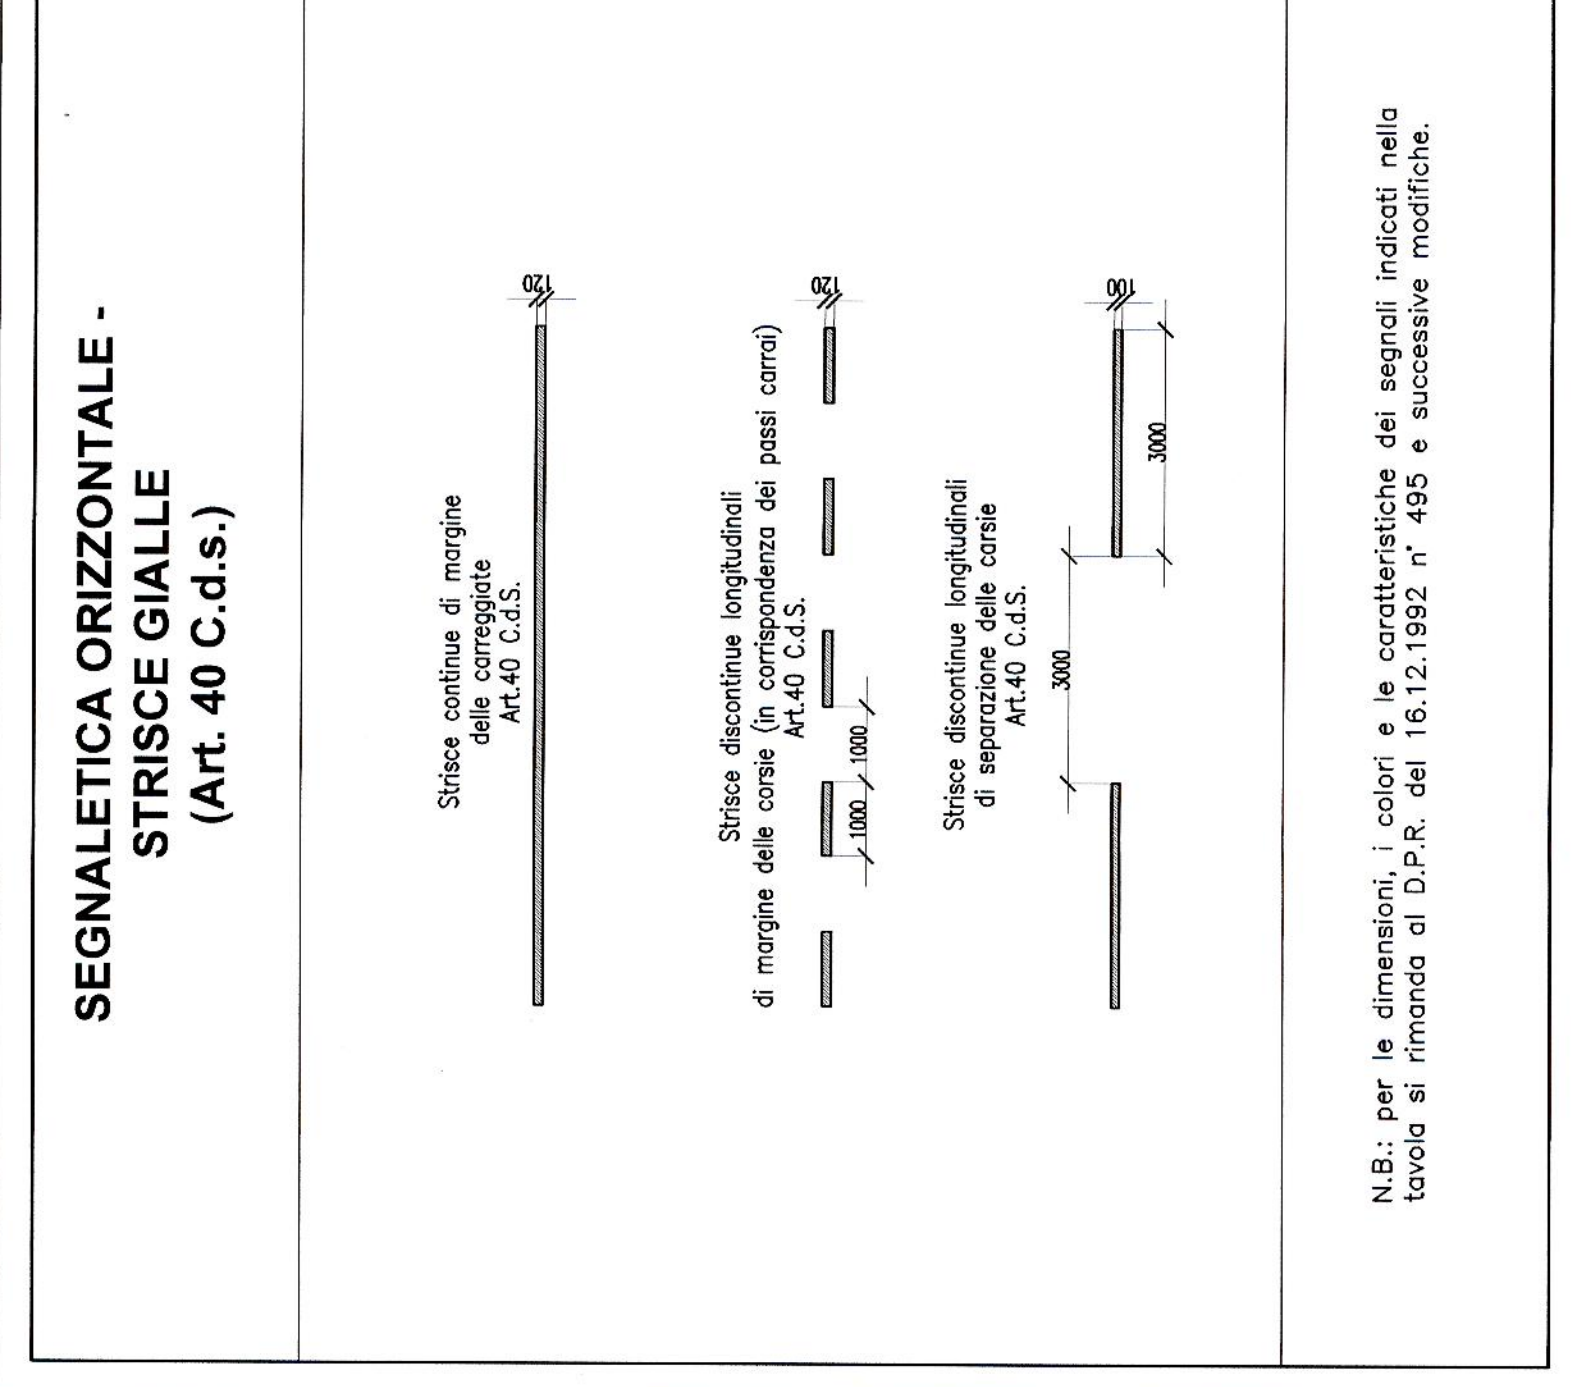 SEGNALETICA ORIZZONTALE -
STRISCE GIALLE
(Art. 40 C.d.s.)
Strisce continue di margine
delle carreggiate
Art.40 C.d.S.
120
Strisce discontinue longitudinali
di margine delle corsie (in corrispondenza dei passi carrai)
Art.40 C.d.S.
120
1000
1000
Strisce discontinue longitudinali
di separazione delle carsie
Art.40 C.d.S.
100
3000
3000
N.B.: per le dimensioni, i colori e le caratteristiche dei segnali indicati nella
tavola si rimanda al D.P.R. del 16.12.1992 n° 495 e successive modifiche.